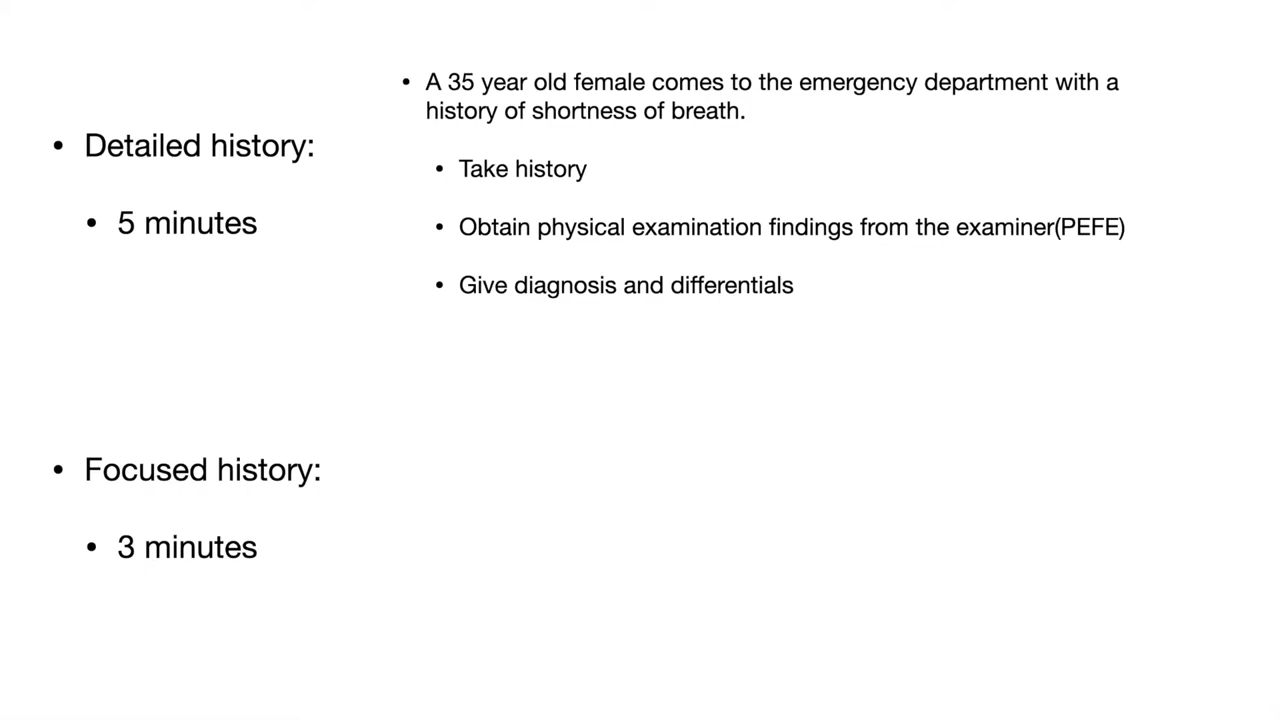 • Detailed history:
• 5 minutes
• A 35 year old female comes to the emergency department with a
history of shortness of breath.
• Take history
• Obtain physical examination findings from the examiner(PEFE)
• Give diagnosis and differentials
• Focused history:
• 3 minutes